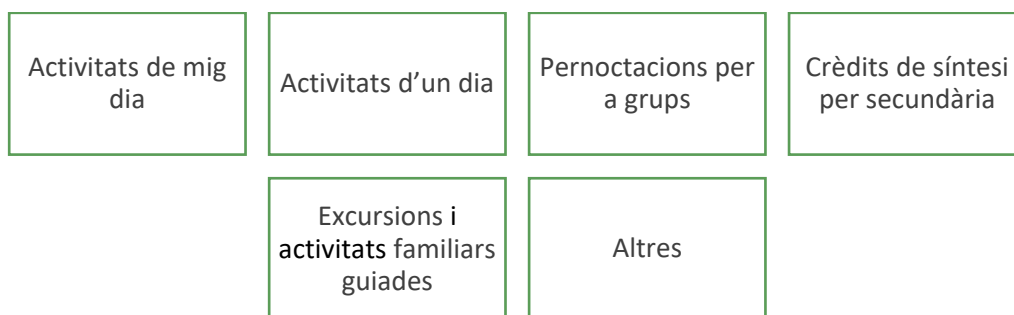 Activitats de mig
dia
Activitats d’un dia
Pernoctacions per
a grups
Crèdits de síntesi
per secundària
Excursions i
activitats familiars
guiades
Altres